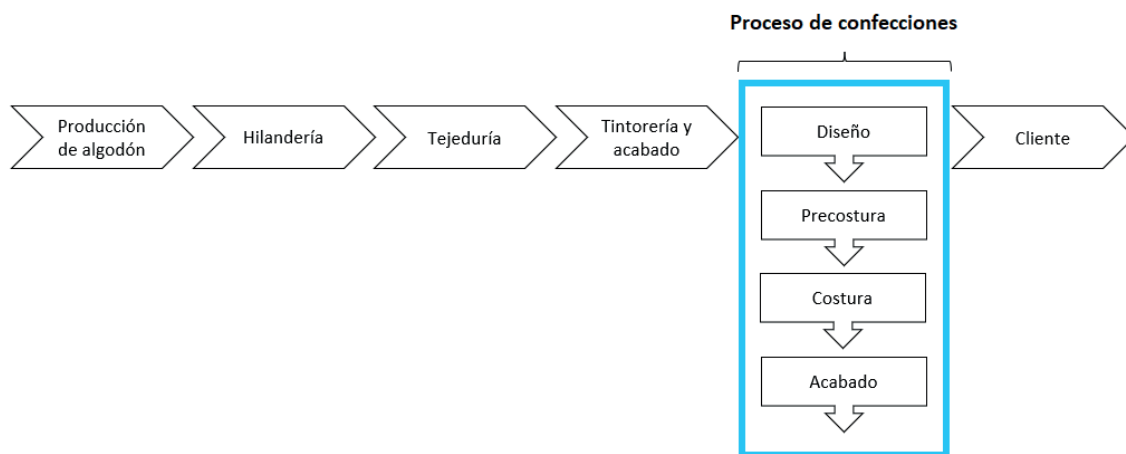 Proceso de confecciones
Producción
de algodón
Hilandería
Tejeduría
Tintorería y
acabado
Diseño
Precostura
Costura
Acabado
Cliente